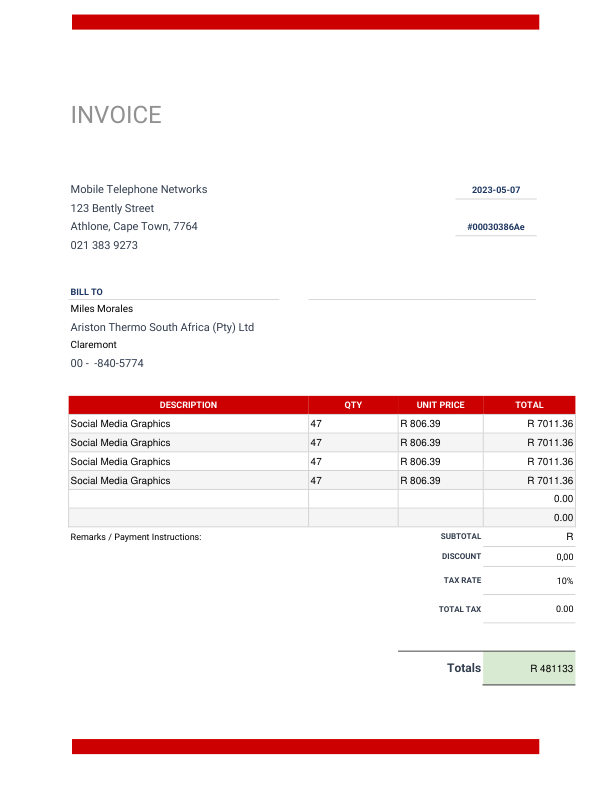 INVOICE
Mobile Telephone Networks
2023-05-07
123 Bently Street
Athlone, Cape Town, 7764
#00030386Ae
021 383 9273
BILL TO
Miles Morales
Ariston Thermo South Africa (Pty) Ltd
Claremont
00 -  -840-5774
DESCRIPTION QTY UNIT PRICE TOTAL
Social Media Graphics 47 R 806.39 R 7011.36
Social Media Graphics 47 R 806.39 R 7011.36
Social Media Graphics 47 R 806.39 R 7011.36
Social Media Graphics 47 R 806.39 R 7011.36
0.00
0.00
Remarks / Payment Instructions: SUBTOTAL R
DISCOUNT 0,00
TAX RATE 10%
TOTAL TAX 0.00
Totals R 481133